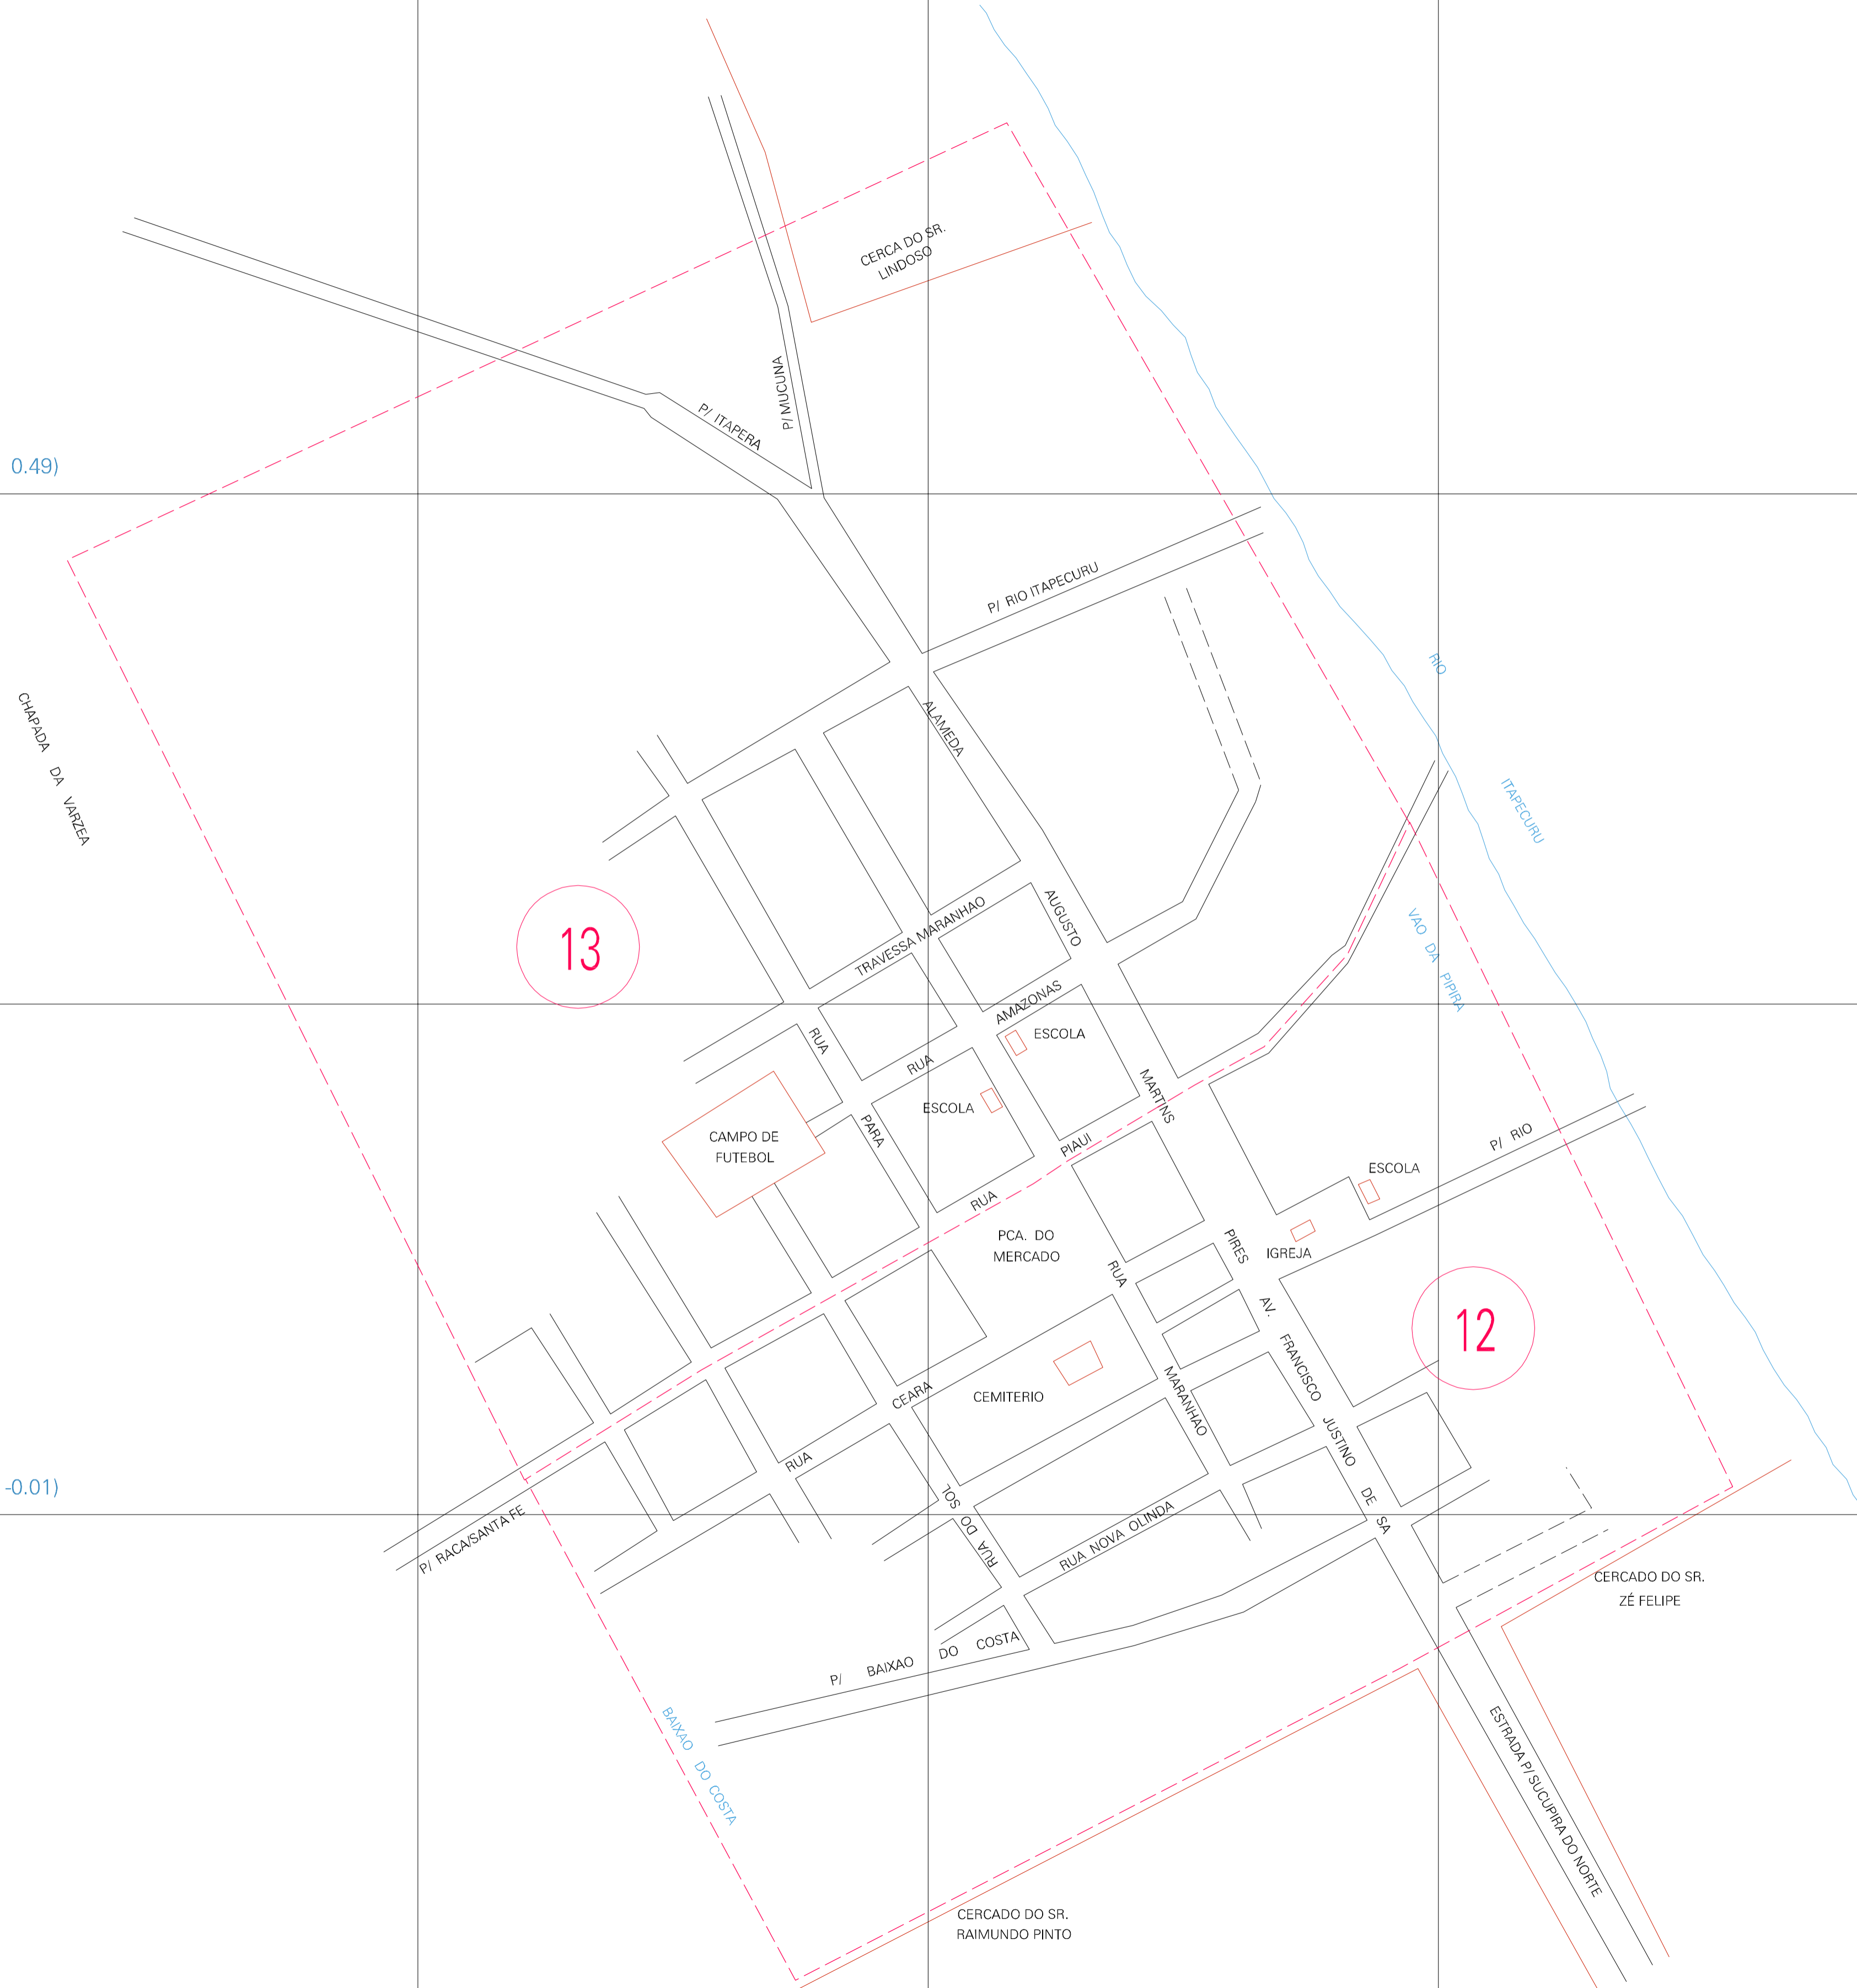 CERCA DO SR.
LINDOSO
P/ MUCUNA
P/ ITAPERA
0.49)
P/ RIO ITAPECURU
RIO
ITAPECURU
CHAPADA DA VARZEA
ALAMEDA
AUGUSTO
MARTINS
PIRES
13
TRAVESSA MARANHAO
VAO DA PIPIRA
RUA
AMAZONAS
ESCOLA
RUA
PARA
ESCOLA
CAMPO DE
FUTEBOL
RUA
PIAUÍ
P/ RIO
ESCOLA
IGREJA
PCA. DO
MERCADO
RUA
MARANHAO
12
AV. FRANCISCO JUSTINO DE SA
CEMITERIO
RUA
CEARA
-0.01)
P/ RACA/SANTA FE
RUA DO SOL
RUA NOVA OLINDA
CERCADO DO SR.
ZÉ FELIPE
P/ BAIXAO DO COSTA
BAIXAO DO COSTA
ESTRADA P/ SUCUPIRA DO NORTE
CERCADO DO SR.
RAIMUNDO PINTO